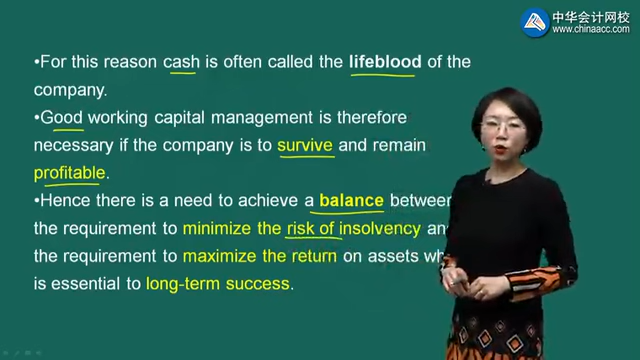 中华会计网校
www.chinaacc.com
•For this reason cash is often called the lifeblood of the
company.
•Good working capital management is therefore
necessary if the company is to survive and remain
profitable.
•Hence there is a need to achieve a balance between
the requirement to minimize the risk of insolvency an
the requirement to maximize the return on assets wh
is essential to long-term success.